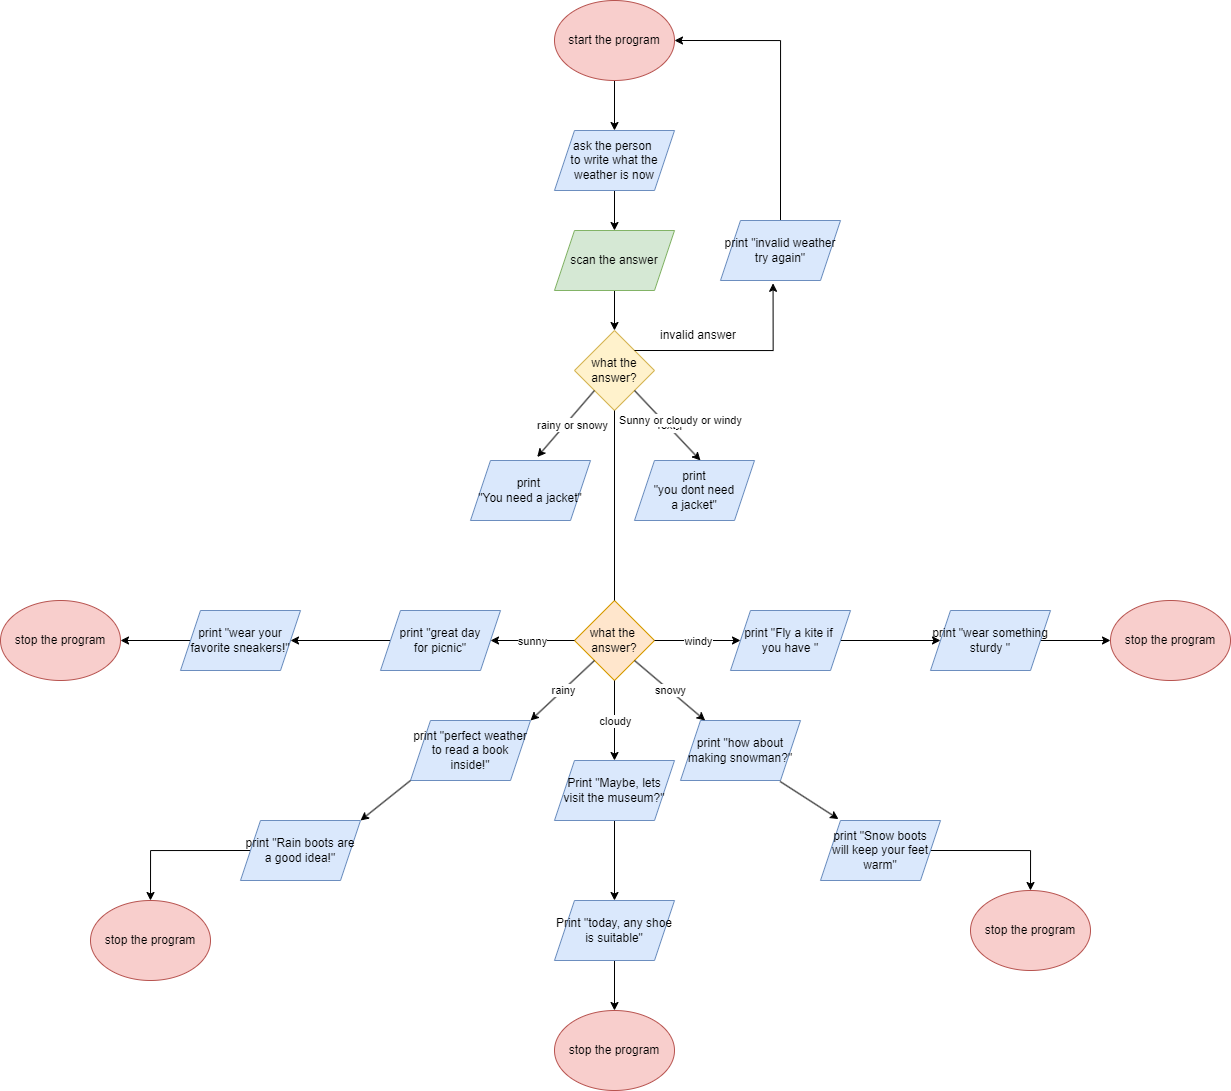 start the program
ask the person
to write what the
weather is now
print "invalid weather
try again"
scan the answer
invalid answer
what the
answer?
rainy or snowy
Sunny or cloudy or windy
print
"You need a jacket"
print
"you dont need
a jacket"
stop the program
print "wear your
favorite sneakers!"
print "great day
for picnic"
sunny
what the
answer?
windy
print "Fly a kite if
you have "
print "wear something
sturdy "
stop the program
rainy
snowy
cloudy
print "perfect weather
to read a book
inside!"
Print "Maybe, lets
visit the museum?"
print "how about
making snowman?"
print "Rain boots are
a good idea!"
print "Snow boots
will keep your feet
warm"
stop the program
Print "today, any shoe
is suitable"
stop the program
stop the program